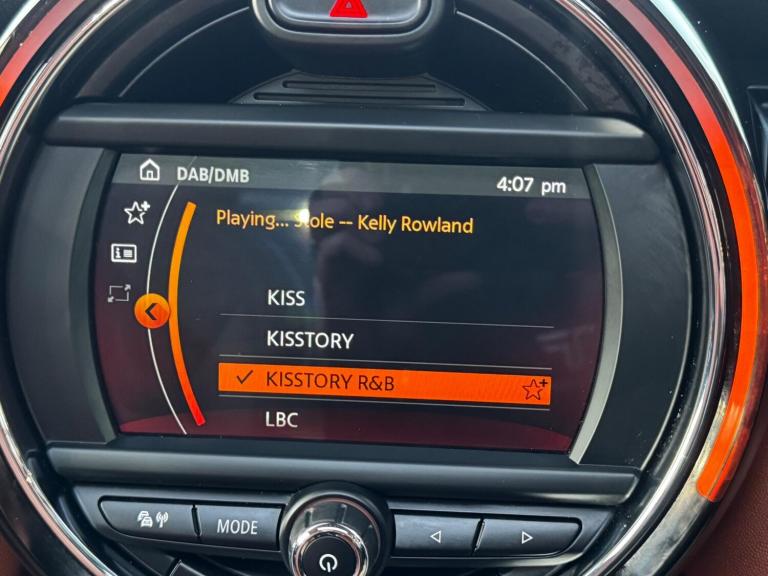 DAB/DMB
4:07 pm
Playing... Stole -- Kelly Rowland
KISS
KISSTORY
KISSTORY R&B
LBC
MODE